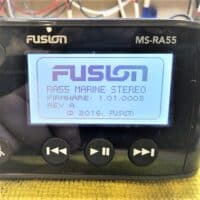 FUSION MS-RA55
FUSION
RA55 MARINE STEREO
FIRMWARE: 1.01.0003
REV A
© 2016, FUSION